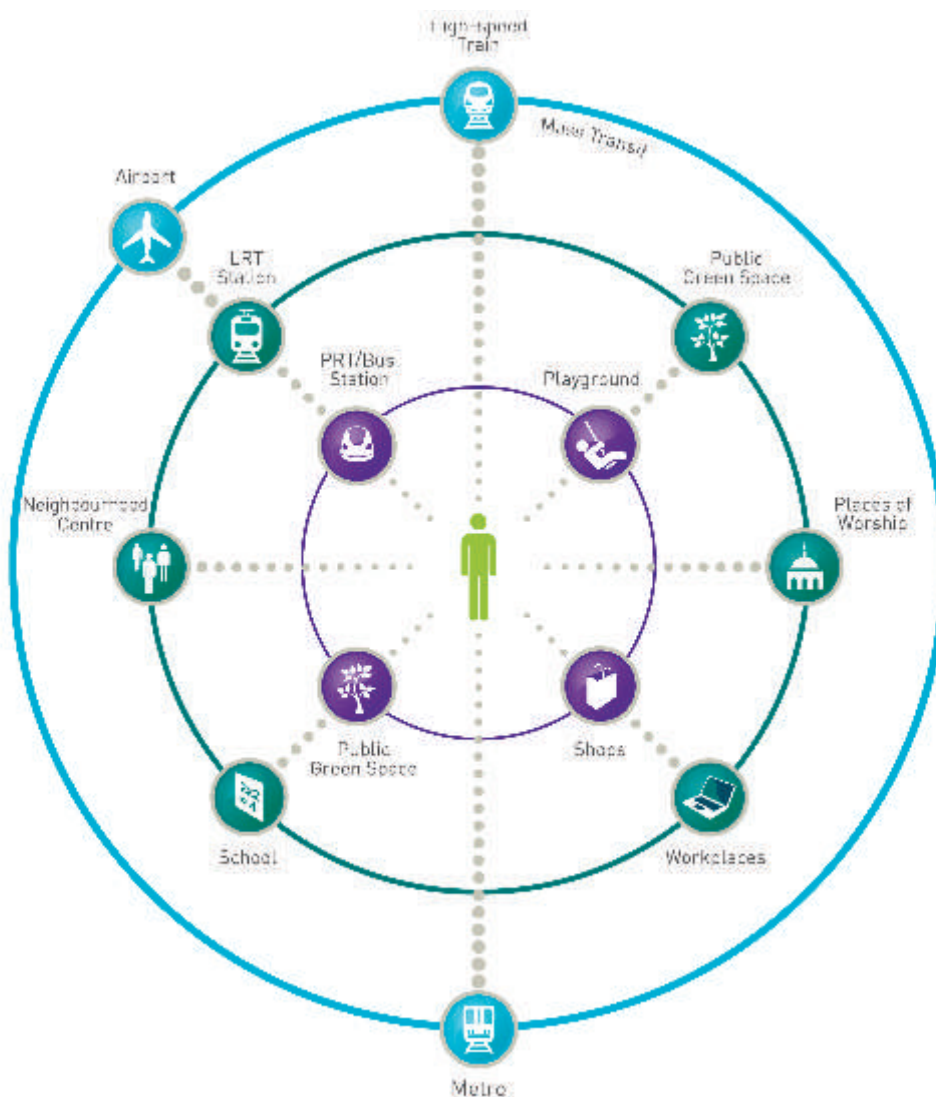 High-speed
Train
Mass Transit
Airport
LRT
Station
Public
Green Space
PRT/Bus
Station
Playground
Neighbourhood
Centre
Places of
Worship
Public
Green Space
Shops
School
Workplaces
Metro